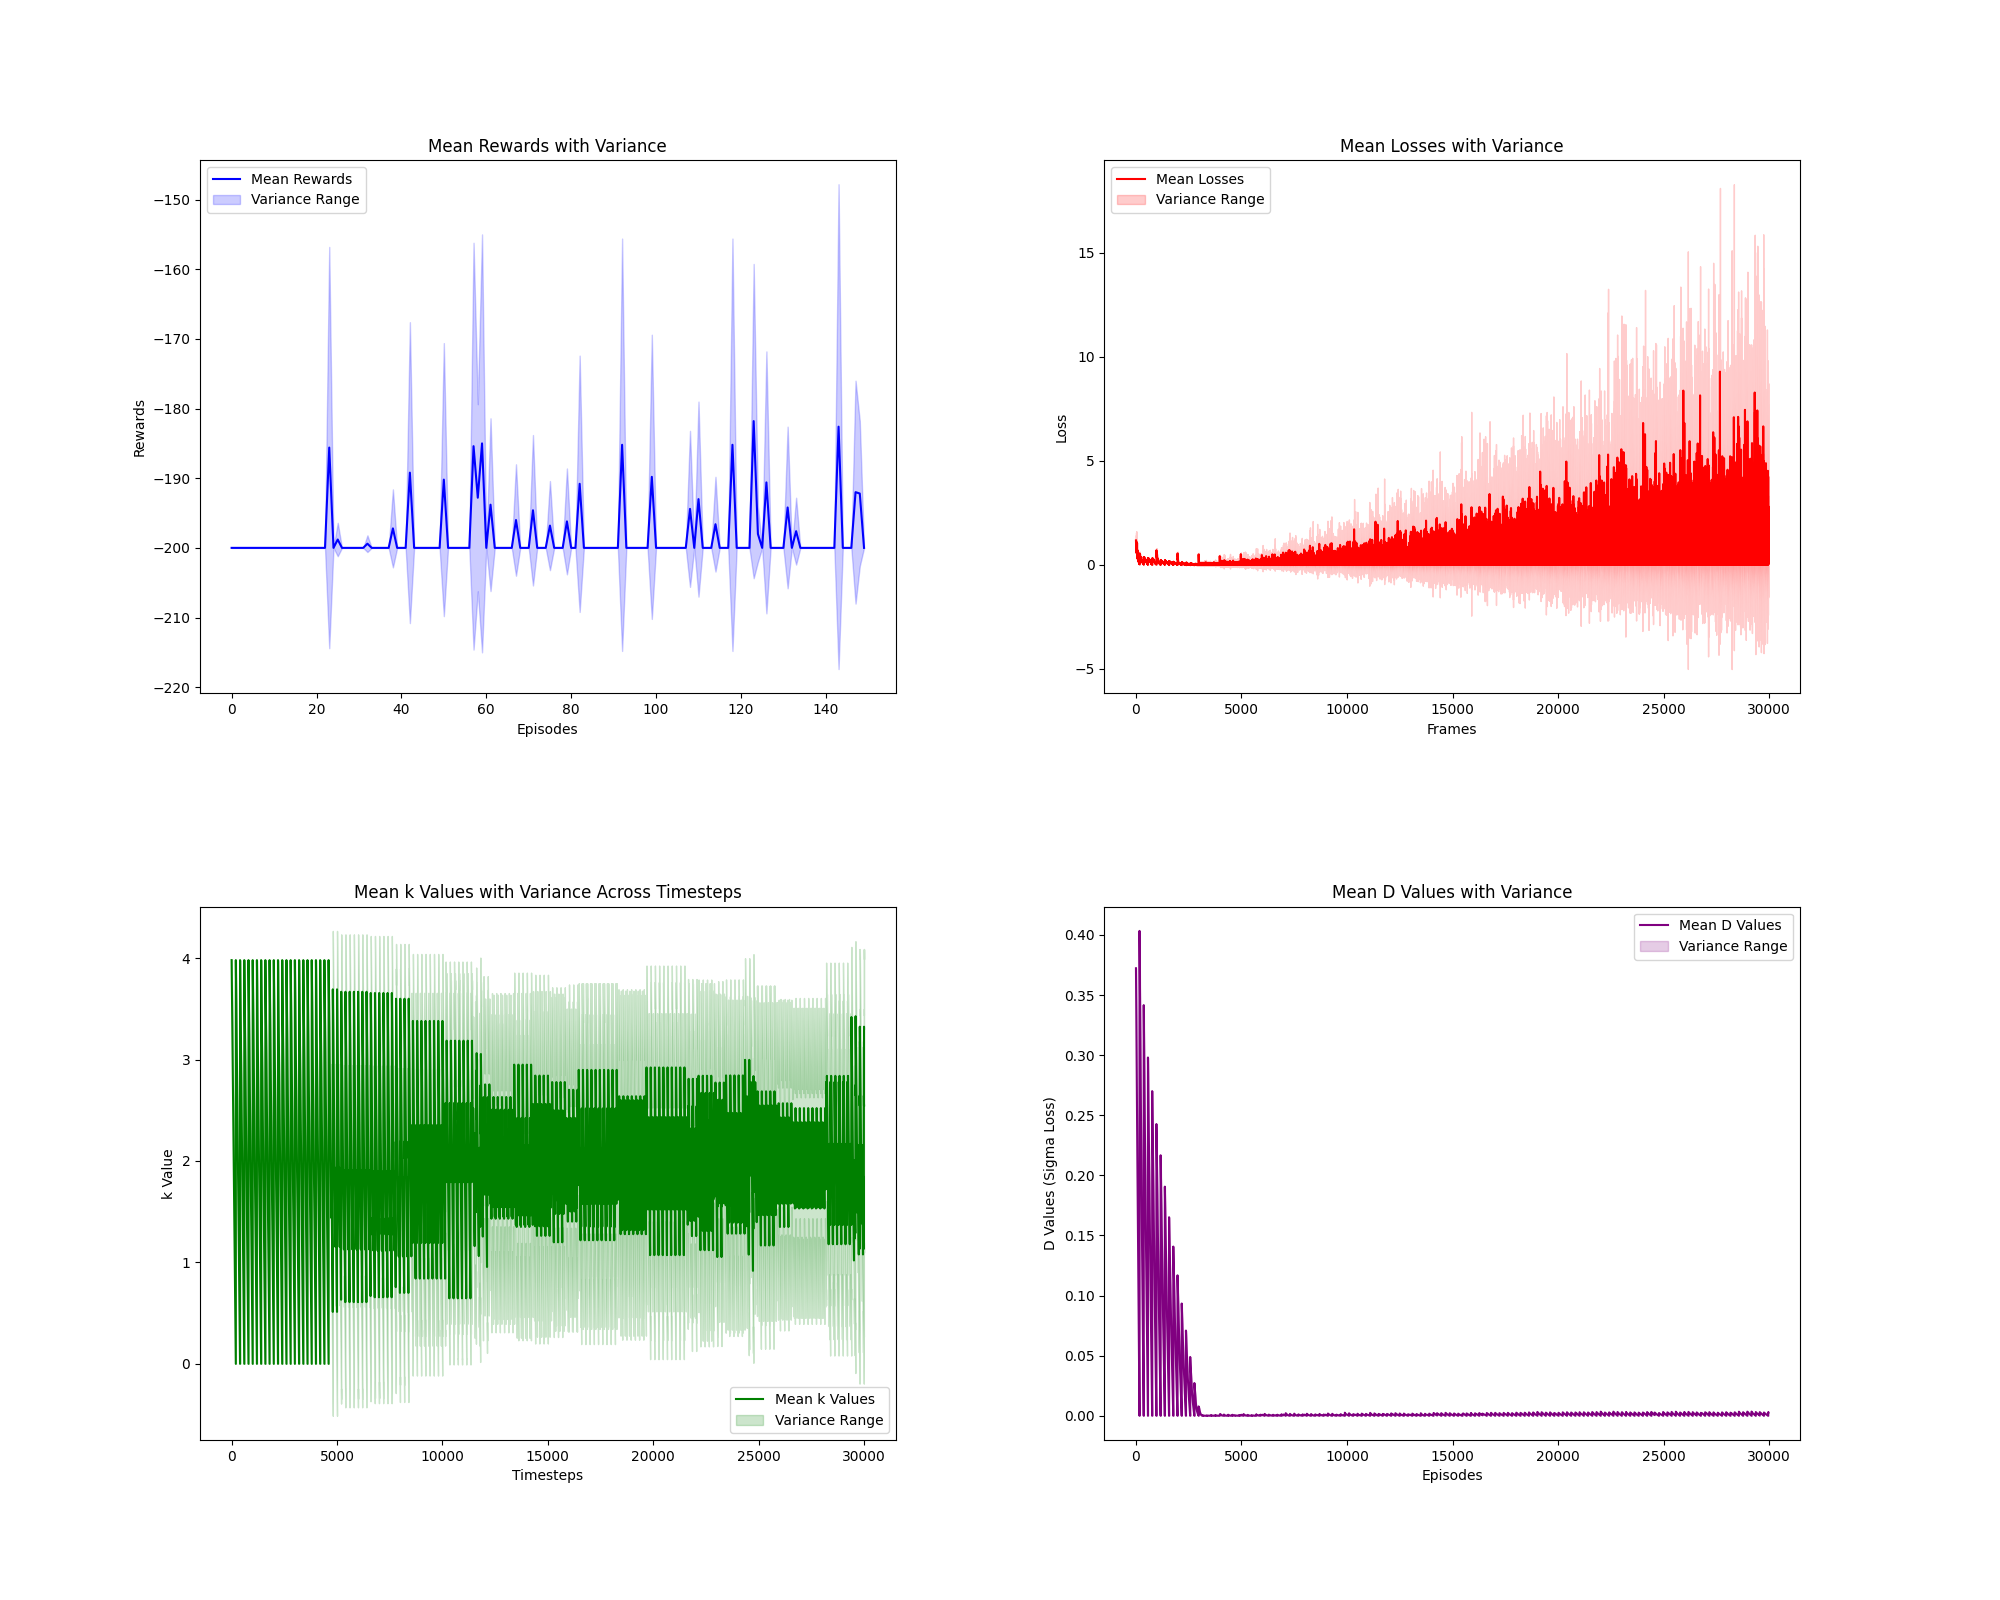 Mean Rewards with Variance
Mean Rewards
Variance Range
−150
−160
−170
−180
−190
−200
−210
−220
Rewards
0 20 40 60 80 100 120 140
Episodes
Mean Losses with Variance
Mean Losses
Variance Range
15
10
5
0
−5
Loss
0 5000 10000 15000 20000 25000 30000
Frames
Mean k Values with Variance Across Timesteps
4
3
2
1
0
k Value
Mean k Values
Variance Range
0 5000 10000 15000 20000 25000 30000
Timesteps
Mean D Values with Variance
Mean D Values
Variance Range
0.40
0.35
0.30
0.25
0.20
0.15
0.10
0.05
0.00
D Values (Sigma Loss)
0 5000 10000 15000 20000 25000 30000
Episodes